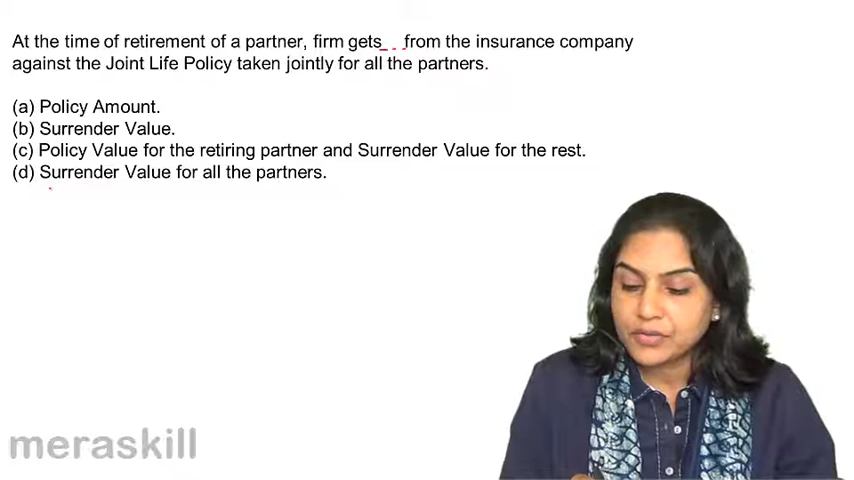 At the time of retirement of a partner, firm gets_ _ _from the insurance company
against the Joint Life Policy taken jointly for all the partners.
(a) Policy Amount.
(b) Surrender Value.
(c) Policy Value for the retiring partner and Surrender Value for the rest.
(d) Surrender Value for all the partners.
meraskill